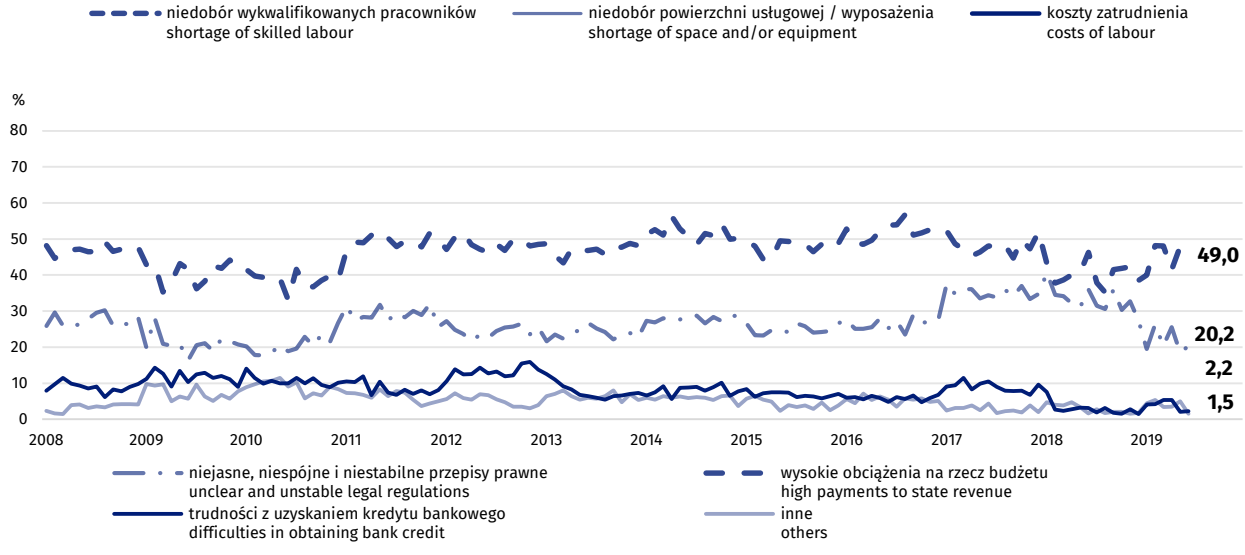 niedobór wykwalifikowanych pracowników
shortage of skilled labour
niedobór powierzchni usługowej / wyposażenia
shortage of space and/or equipment
koszty zatrudnienia
costs of labour
%
80
70
60
50
40
30
20
10
0
49,0
20,2
2,2
1,5
2008 2009 2010 2011 2012 2013 2014 2015 2016 2017 2018 2019
niejasne, niespójne i niestabilne przepisy prawne
unclear and unstable legal regulations
wysokie obciążenia na rzecz budżetu
high payments to state revenue
trudności z uzyskaniem kredytu bankowego
difficulties in obtaining bank credit
inne
others